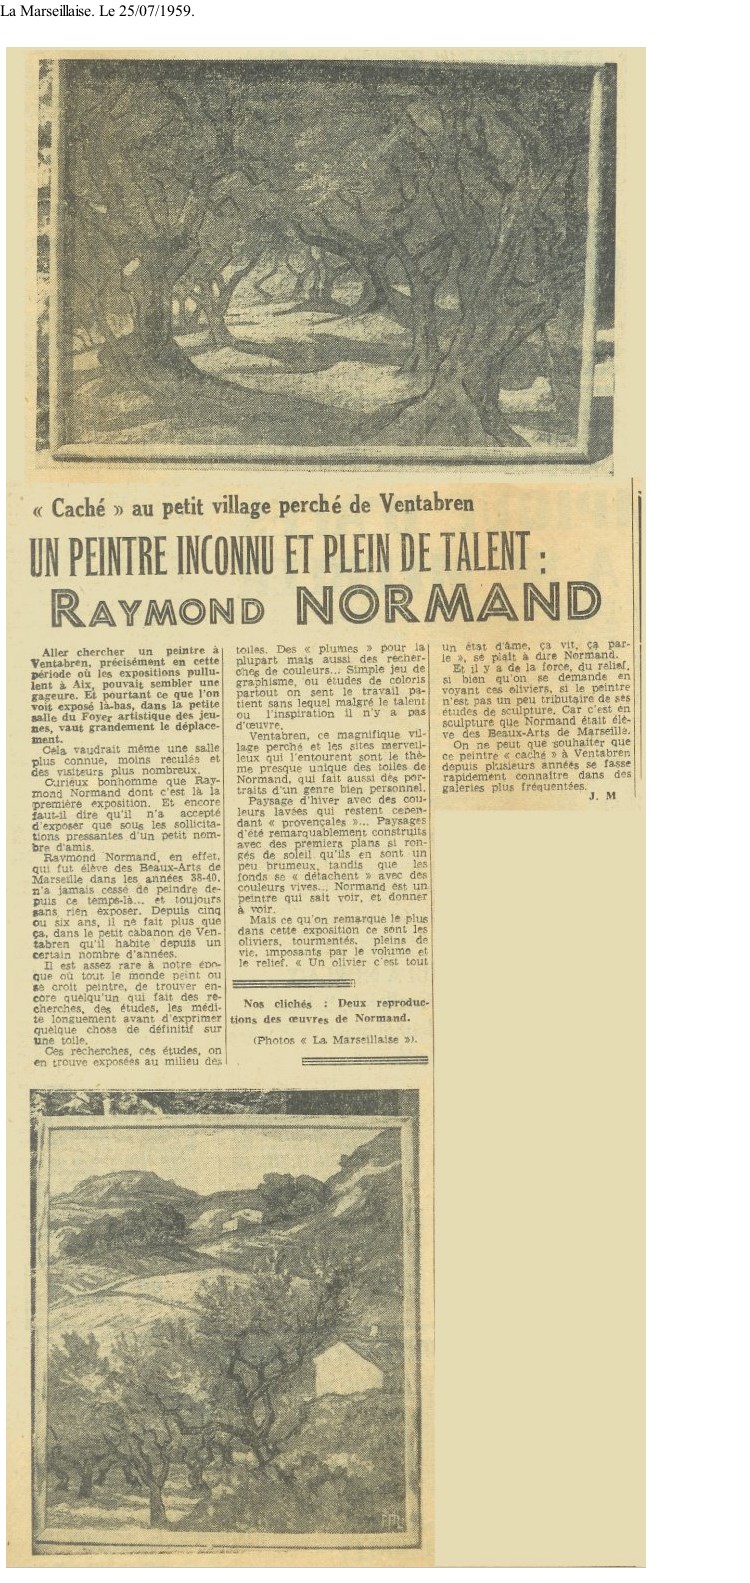 La Marseillaise. Le 25/07/1959.
« Caché » au petit village perché de Ventabren
UN PEINTRE INCONNU ET PLEIN DE TALENT :
RAYMOND NORMAND
Aller chercher un peintre à
Ventabren, précisément en cette
période où les expositions pullu-
lent à Aix, pouvait sembler une
gageure. Et pourtant ce que l'on
voit exposé là-bas, dans la petite
salle du Foyer artistique des jeu-
nes, vaut grandement le déplace-
ment.
Cela vaudrait même une salle
plus connue, moins reculée et
des visiteurs plus nombreux.
Curieux bonhomme que Ray-
mond Normand dont c'est là la
première exposition. Et encore
faut-il dire qu'il n'a accepté
d'exposer que sous les sollicita-
tions pressantes d'un petit nom-
bre d'amis.
Raymond Normand, en effet,
qui fut élève des Beaux-Arts de
Marseille dans les années 38-40,
n'a jamais cessé de peindre de-
puis ce temps-là... et toujours
sans rien exposer. Depuis cinq
ou six ans, il ne fait plus que
ça, dans le petit cabanon de Ven-
tabren qu'il habite depuis un
certain nombre d'années.
Il est assez rare à notre épo-
que où tout le monde peint ou
se croit peintre, de trouver en-
core quelqu'un qui fait des re-
cherches, des études, les médi-
te longuement avant d'exprimer
quelque chose de définitif sur
une toile.
Ces recherches, ces études, on
en trouve exposées au milieu des
toiles. Des « plumes » pour la
plupart mais aussi des recher-
ches de couleurs... Simple jeu de
graphisme, ou études de coloris
partout on sent le travail pa-
tient sans lequel malgré le talent
ou l'inspiration il n'y a pas
d'œuvre.
Ventabren, ce magnifique vil-
lage perché et les sites merveil-
leux qui l'entourent sont le thè-
me presque unique des toiles de
Normand, qui fait aussi des por-
traits d'un genre bien personnel.
Paysage d'hiver avec des cou-
leurs lavées qui restent cepen-
dant « provençales »... Paysages
d'été remarquablement construits
avec des premiers plans si ron-
gés de soleil qu'ils en sont un
peu brumeux, tandis que les
fonds se « détachent » avec des
couleurs vives... Normand est un
peintre qui sait voir, et donner
à voir.
Mais ce qu'on remarque le plus
dans cette exposition ce sont les
oliviers, tourmentés, pleins de
vie, imposants par le volume et
le relief. « Un olivier c'est tout
un état d'âme, ça vit, ça par-
le », se plaît à dire Normand.
Et il y a de la force, du relief,
si bien qu'on se demande en
voyant ces oliviers, si le peintre
n'est pas un peu tributaire de ses
études de sculpture. Car c'est en
sculpture que Normand était élè-
ve des Beaux-Arts de Marseille.
On ne peut que souhaiter que
ce peintre « caché » à Ventabren
depuis plusieurs années se fasse
rapidement connaître dans des
galeries plus fréquentées.
J. M
Nos clichés : Deux reproduc-
tions des œuvres de Normand.
(Photos « La Marseillaise »).